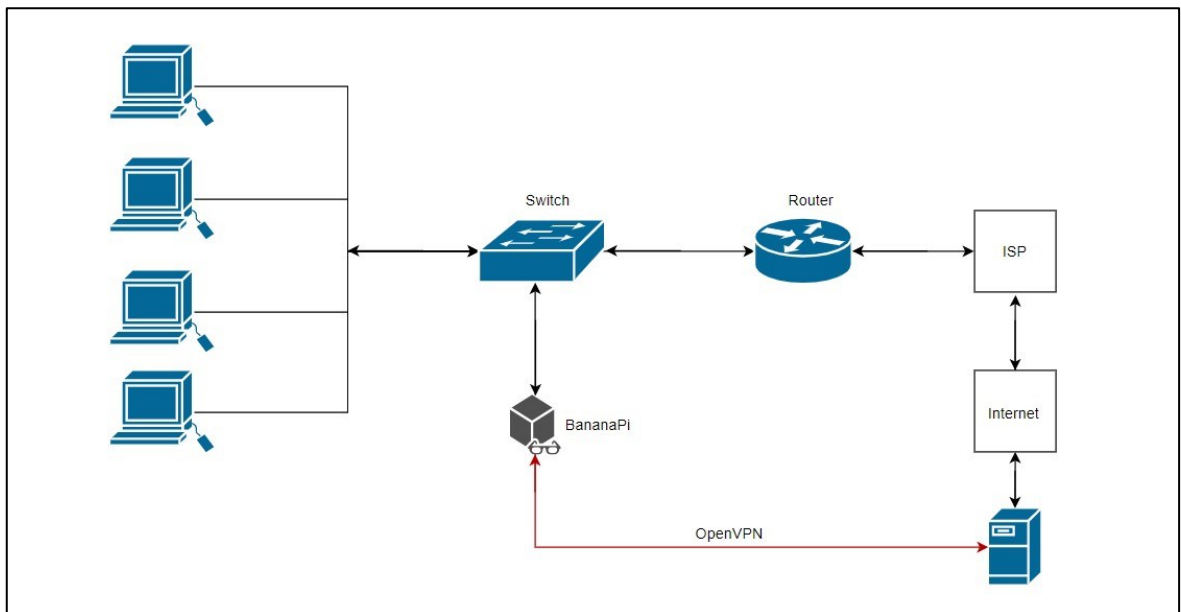 Switch
Router
ISP
BananaPi
Internet
OpenVPN